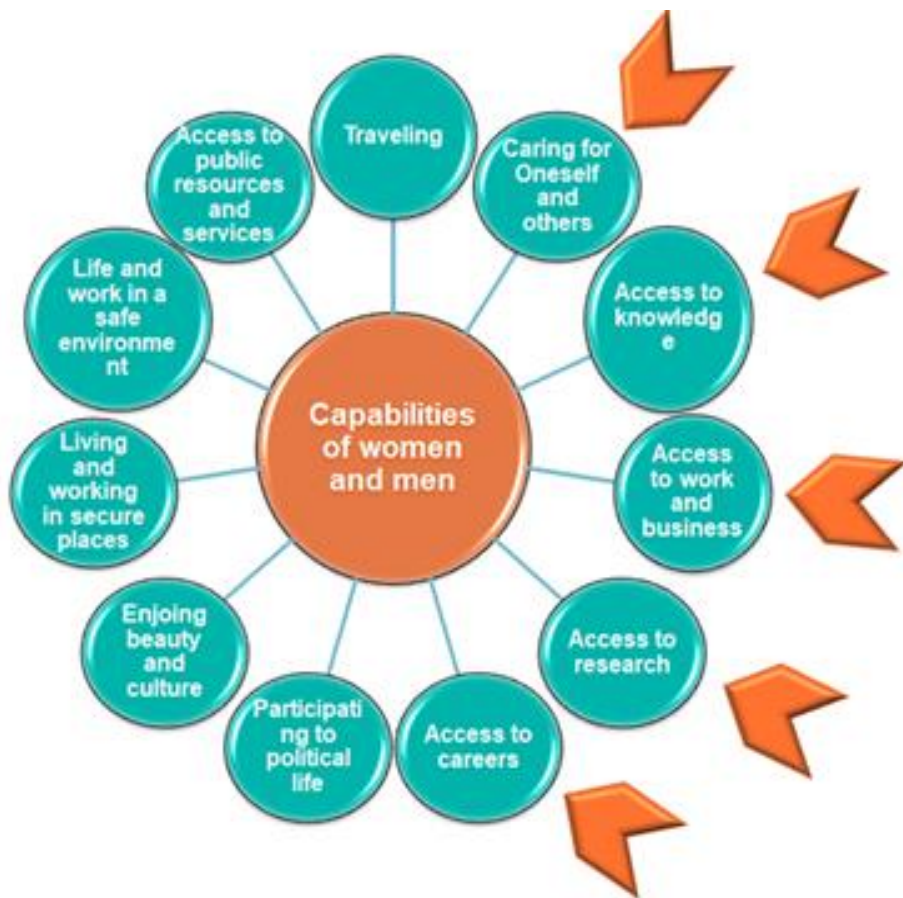 Traveling
Caring for
Oneself
and
others
Access to
knowledg
e
Access
to work
and
business
Access to
research
Access to
careers
Participati
ng to
political
life
Enjoing
beauty
and
culture
Living
and
working
in secure
places
Life and
work in a
safe
environme
nt
Access to
public
resources
and
services
Capabilities
of women
and men